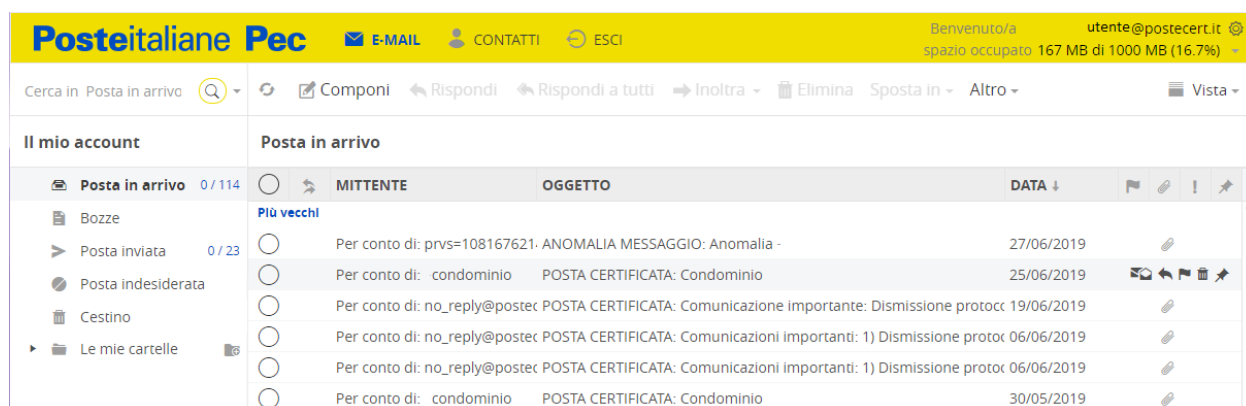 Posteitaliane Pec E-MAIL CONTATTI ESCI Benvenuto/a utente@postecert.it
spazio occupato 167 MB di 1000 MB (16.7%)
Cerca in Posta in arrivo Componi Rispondi Rispondi a tutti Inoltra Elimina Sposta in Altro Vista
Il mio account Posta in arrivo
Posta in arrivo 0 / 114 MITTENTE OGGETTO DATA ↓
Più vecchi
Bozze
Per conto di: prvs=108167621 ANOMALIA MESSAGGIO: Anomalia - 27/06/2019
Posta inviata 0 / 23
Per conto di: condominio POSTA CERTIFICATA: Condominio 25/06/2019
Posta indesiderata
Per conto di: no_reply@postec POSTA CERTIFICATA: Comunicazione importante: Dismissione protoc 19/06/2019
Cestino
Per conto di: no_reply@postec POSTA CERTIFICATA: Comunicazioni importanti: 1) Dismissione protoc 06/06/2019
Le mie cartelle
Per conto di: no_reply@postec POSTA CERTIFICATA: Comunicazioni importanti: 1) Dismissione protoc 06/06/2019
Per conto di: condominio POSTA CERTIFICATA: Condominio 30/05/2019